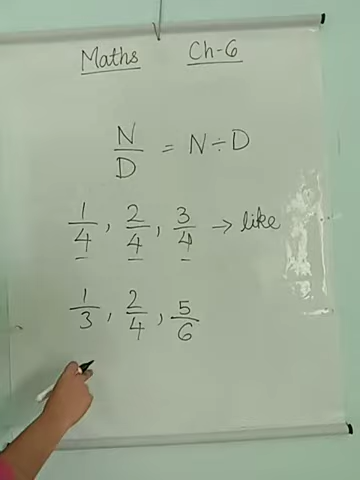 Maths Ch-6
N/D = N ÷ D
1/4, 2/4, 3/4 → like
1/3, 2/4, 5/6